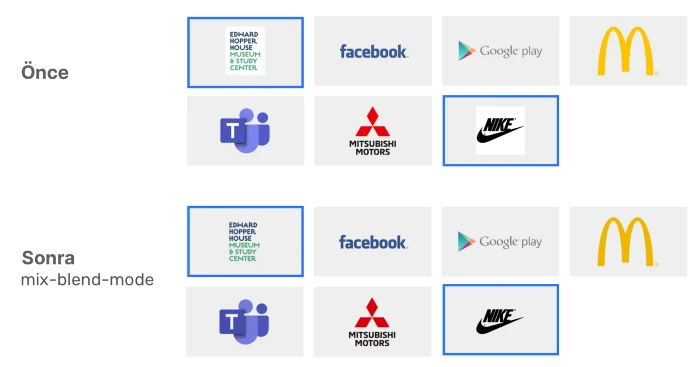 Önce
EDWARD
HOPPER
HOUSE
MUSEUM
& STUDY
CENTER
facebook
Google play
T
MITSUBISHI
MOTORS
NIKE
Sonra
mix-blend-mode
EDWARD
HOPPER
HOUSE
MUSEUM
& STUDY
CENTER
facebook
Google play
T
MITSUBISHI
MOTORS
NIKE